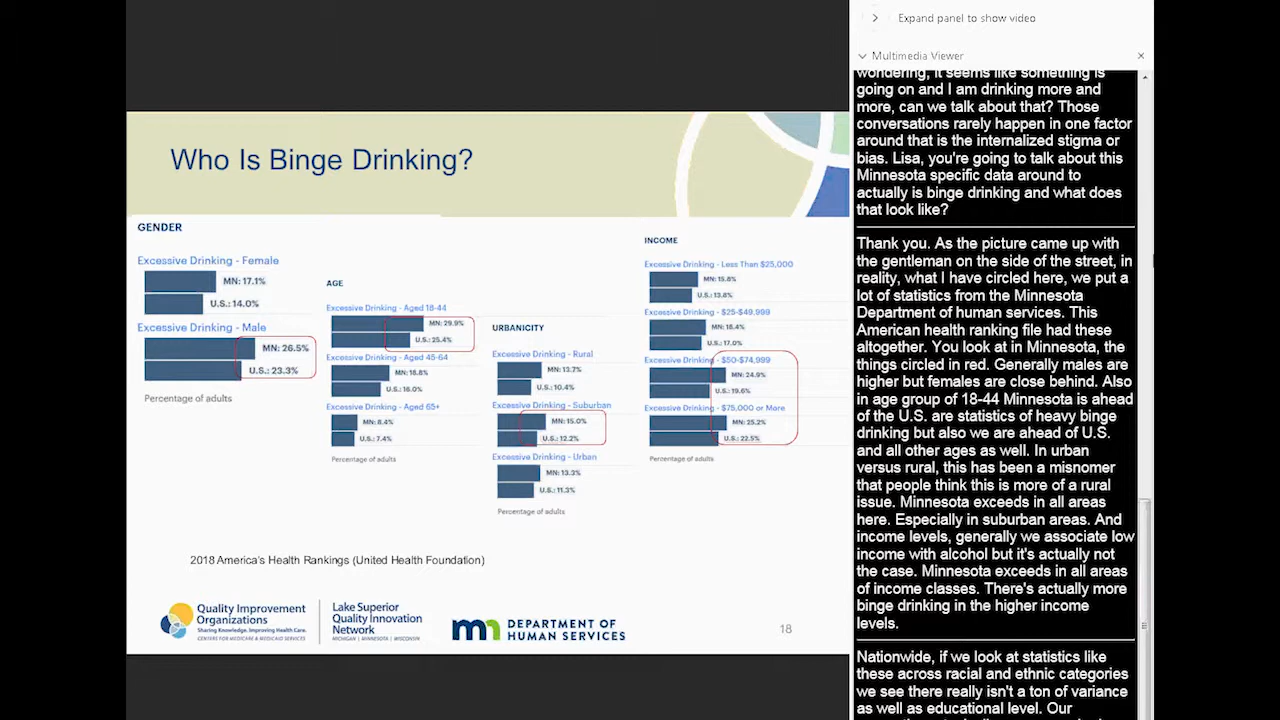 Who Is Binge Drinking?
GENDER
Excessive Drinking - Female
MN: 17.1%
U.S.: 14.0%
Excessive Drinking - Male
MN: 26.5%
U.S.: 23.3%
Percentage of adults
AGE
Excessive Drinking - Aged 18-44
MN: 29.9%
U.S.: 25.4%
Excessive Drinking - Aged 45-64
MN: 18.8%
U.S.: 16.0%
Excessive Drinking - Aged 65+
MN: 8.4%
U.S.: 7.4%
Percentage of adults
URBANICITY
Excessive Drinking - Rural
MN: 13.7%
U.S.: 10.4%
Excessive Drinking - Suburban
MN: 15.0%
U.S.: 12.2%
Excessive Drinking - Urban
MN: 13.3%
U.S.: 11.3%
Percentage of adults
INCOME
Excessive Drinking - Less Than $25,000
MN: 15.8%
U.S.: 13.8%
Excessive Drinking - $25-$49,999
MN: 18.4%
U.S.: 17.0%
Excessive Drinking - $50-$74,999
MN: 24.9%
U.S.: 19.6%
Excessive Drinking - $75,000 or More
MN: 25.2%
U.S.: 22.5%
Percentage of adults
2018 America's Health Rankings (United Health Foundation)
Quality Improvement
Organizations
Sharing Knowledge. Improving Health Care.
CENTERS FOR MEDICARE & MEDICAID SERVICES
Lake Superior
Quality Innovation
Network
MICHIGAN | MINNESOTA | WISCONSIN
mn DEPARTMENT OF
HUMAN SERVICES
18
Expand panel to show video
Multimedia Viewer
wondering, it seems like something is
going on and I am drinking more and
more, can we talk about that? Those
conversations rarely happen in one factor
around that is the internalized stigma or
bias. Lisa, you're going to talk about this
Minnesota specific data around to
actually is binge drinking and what does
that look like?
Thank you. As the picture came up with
the gentleman on the side of the street, in
reality, what I have circled here, we put a
lot of statistics from the Minnesota
Department of human services. This
American health ranking file had these
altogether. You look at in Minnesota, the
things circled in red. Generally males are
higher but females are close behind. Also
in age group of 18-44 Minnesota is ahead
of the U.S. are statistics of heavy binge
drinking but also we are ahead of U.S.
and all other ages as well. In urban
versus rural, this has been a misnomer
that people think this is more of a rural
issue. Minnesota exceeds in all areas
here. Especially in suburban areas. And
income levels, generally we associate low
income with alcohol but it's actually not
the case. Minnesota exceeds in all areas
of income classes. There's actually more
binge drinking in the higher income
levels.
Nationwide, if we look at statistics like
these across racial and ethnic categories
we see there really isn't a ton of variance
as well as educational level. Our